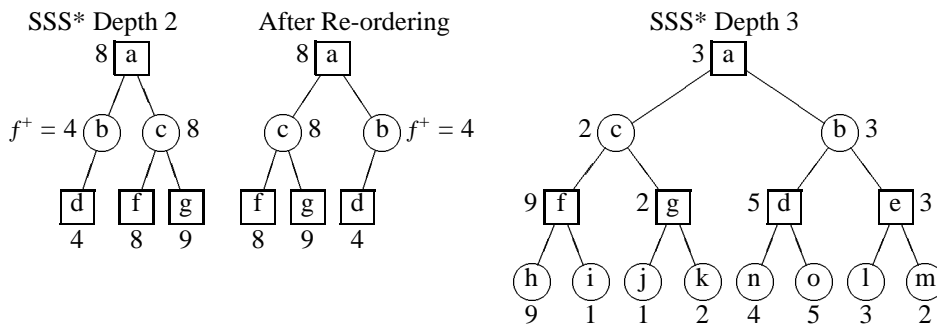 SSS* Depth 2 After Re-ordering SSS* Depth 3
8 a 8 a 3 a
f⁺ = 4 b c 8 c 8 b f⁺ = 4 2 c b 3
d f g f g d 9 f 2 g 5 d e 3
4 8 9 8 9 4
h i j k n o l m
9 1 1 2 4 5 3 2